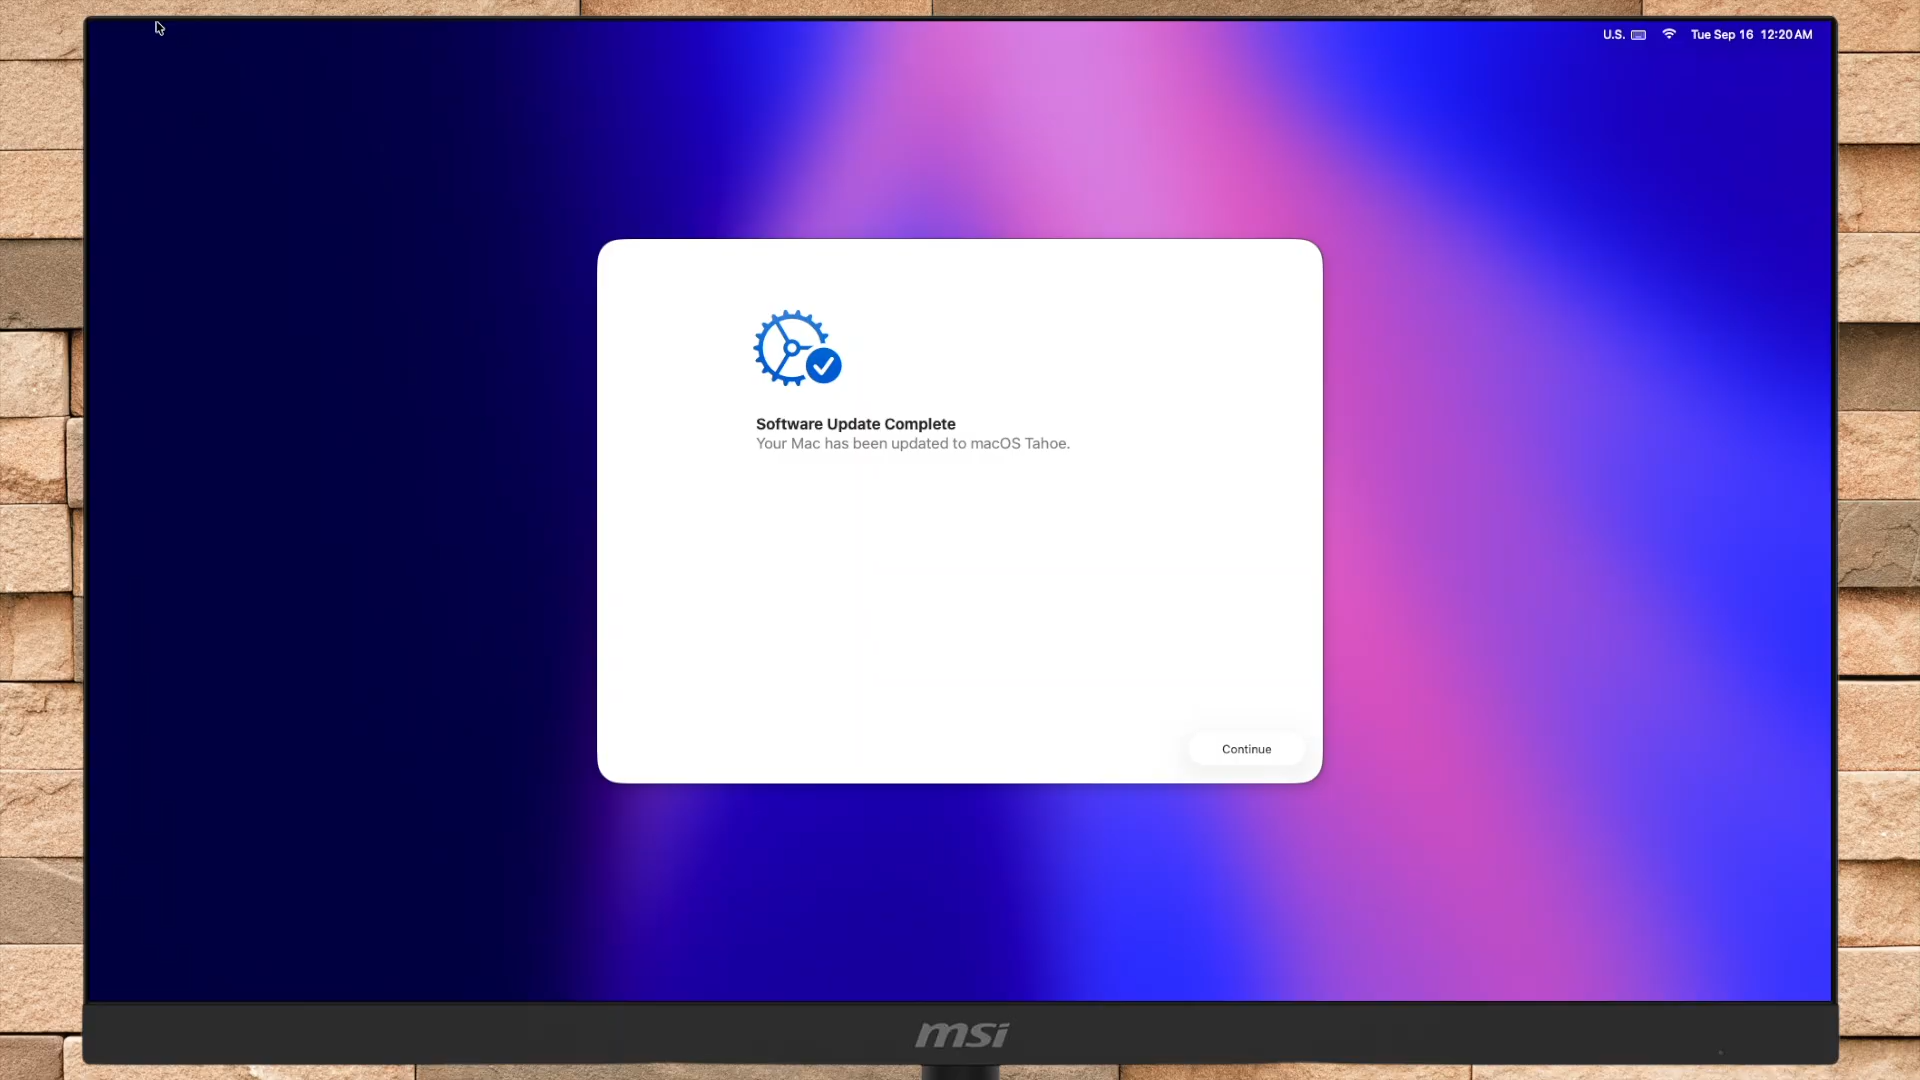 U.S. Tue Sep 16 12:20 AM
Software Update Complete
Your Mac has been updated to macOS Tahoe.
Continue
msi